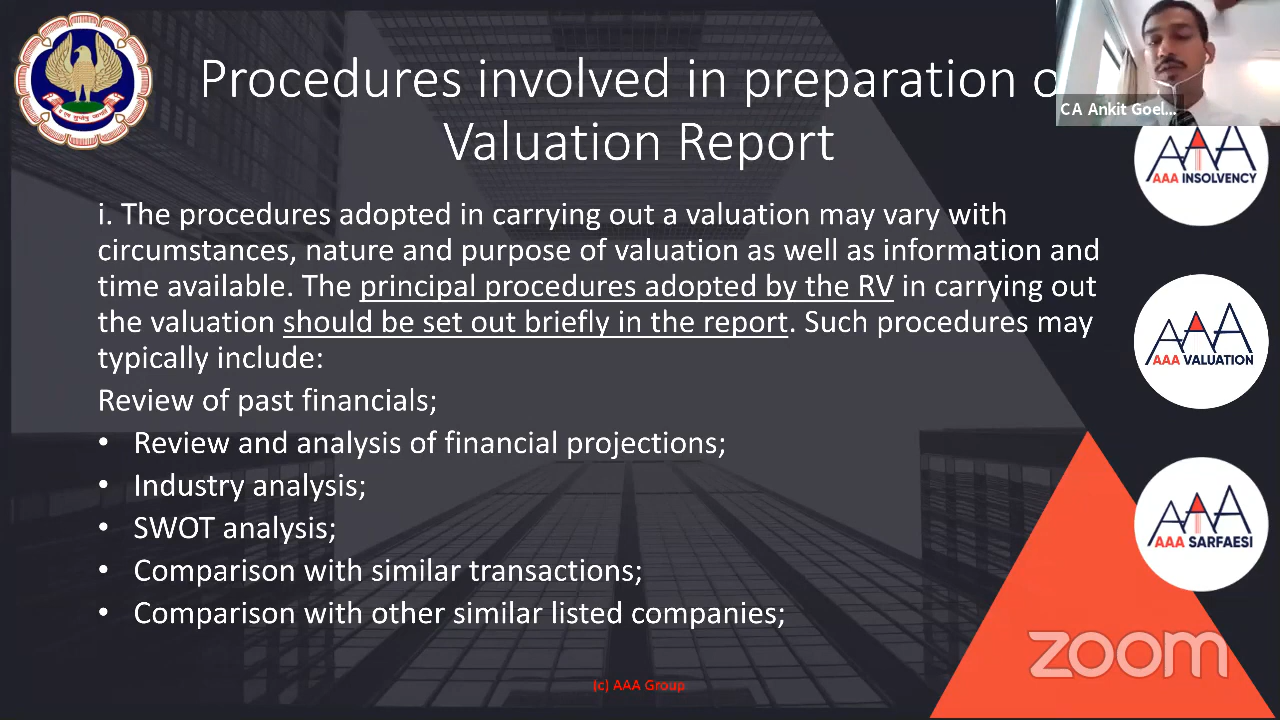 Procedures involved in preparation o
Valuation Report
CA Ankit Goel...
i. The procedures adopted in carrying out a valuation may vary with
circumstances, nature and purpose of valuation as well as information and
time available. The principal procedures adopted by the RV in carrying out
the valuation should be set out briefly in the report. Such procedures may
typically include:
Review of past financials;
• Review and analysis of financial projections;
• Industry analysis;
• SWOT analysis;
• Comparison with similar transactions;
• Comparison with other similar listed companies;
AAA
AAA INSOLVENCY
AAA
AAA VALUATION
AAA
AAA SARFAESI
zoom
(c) AAA Group